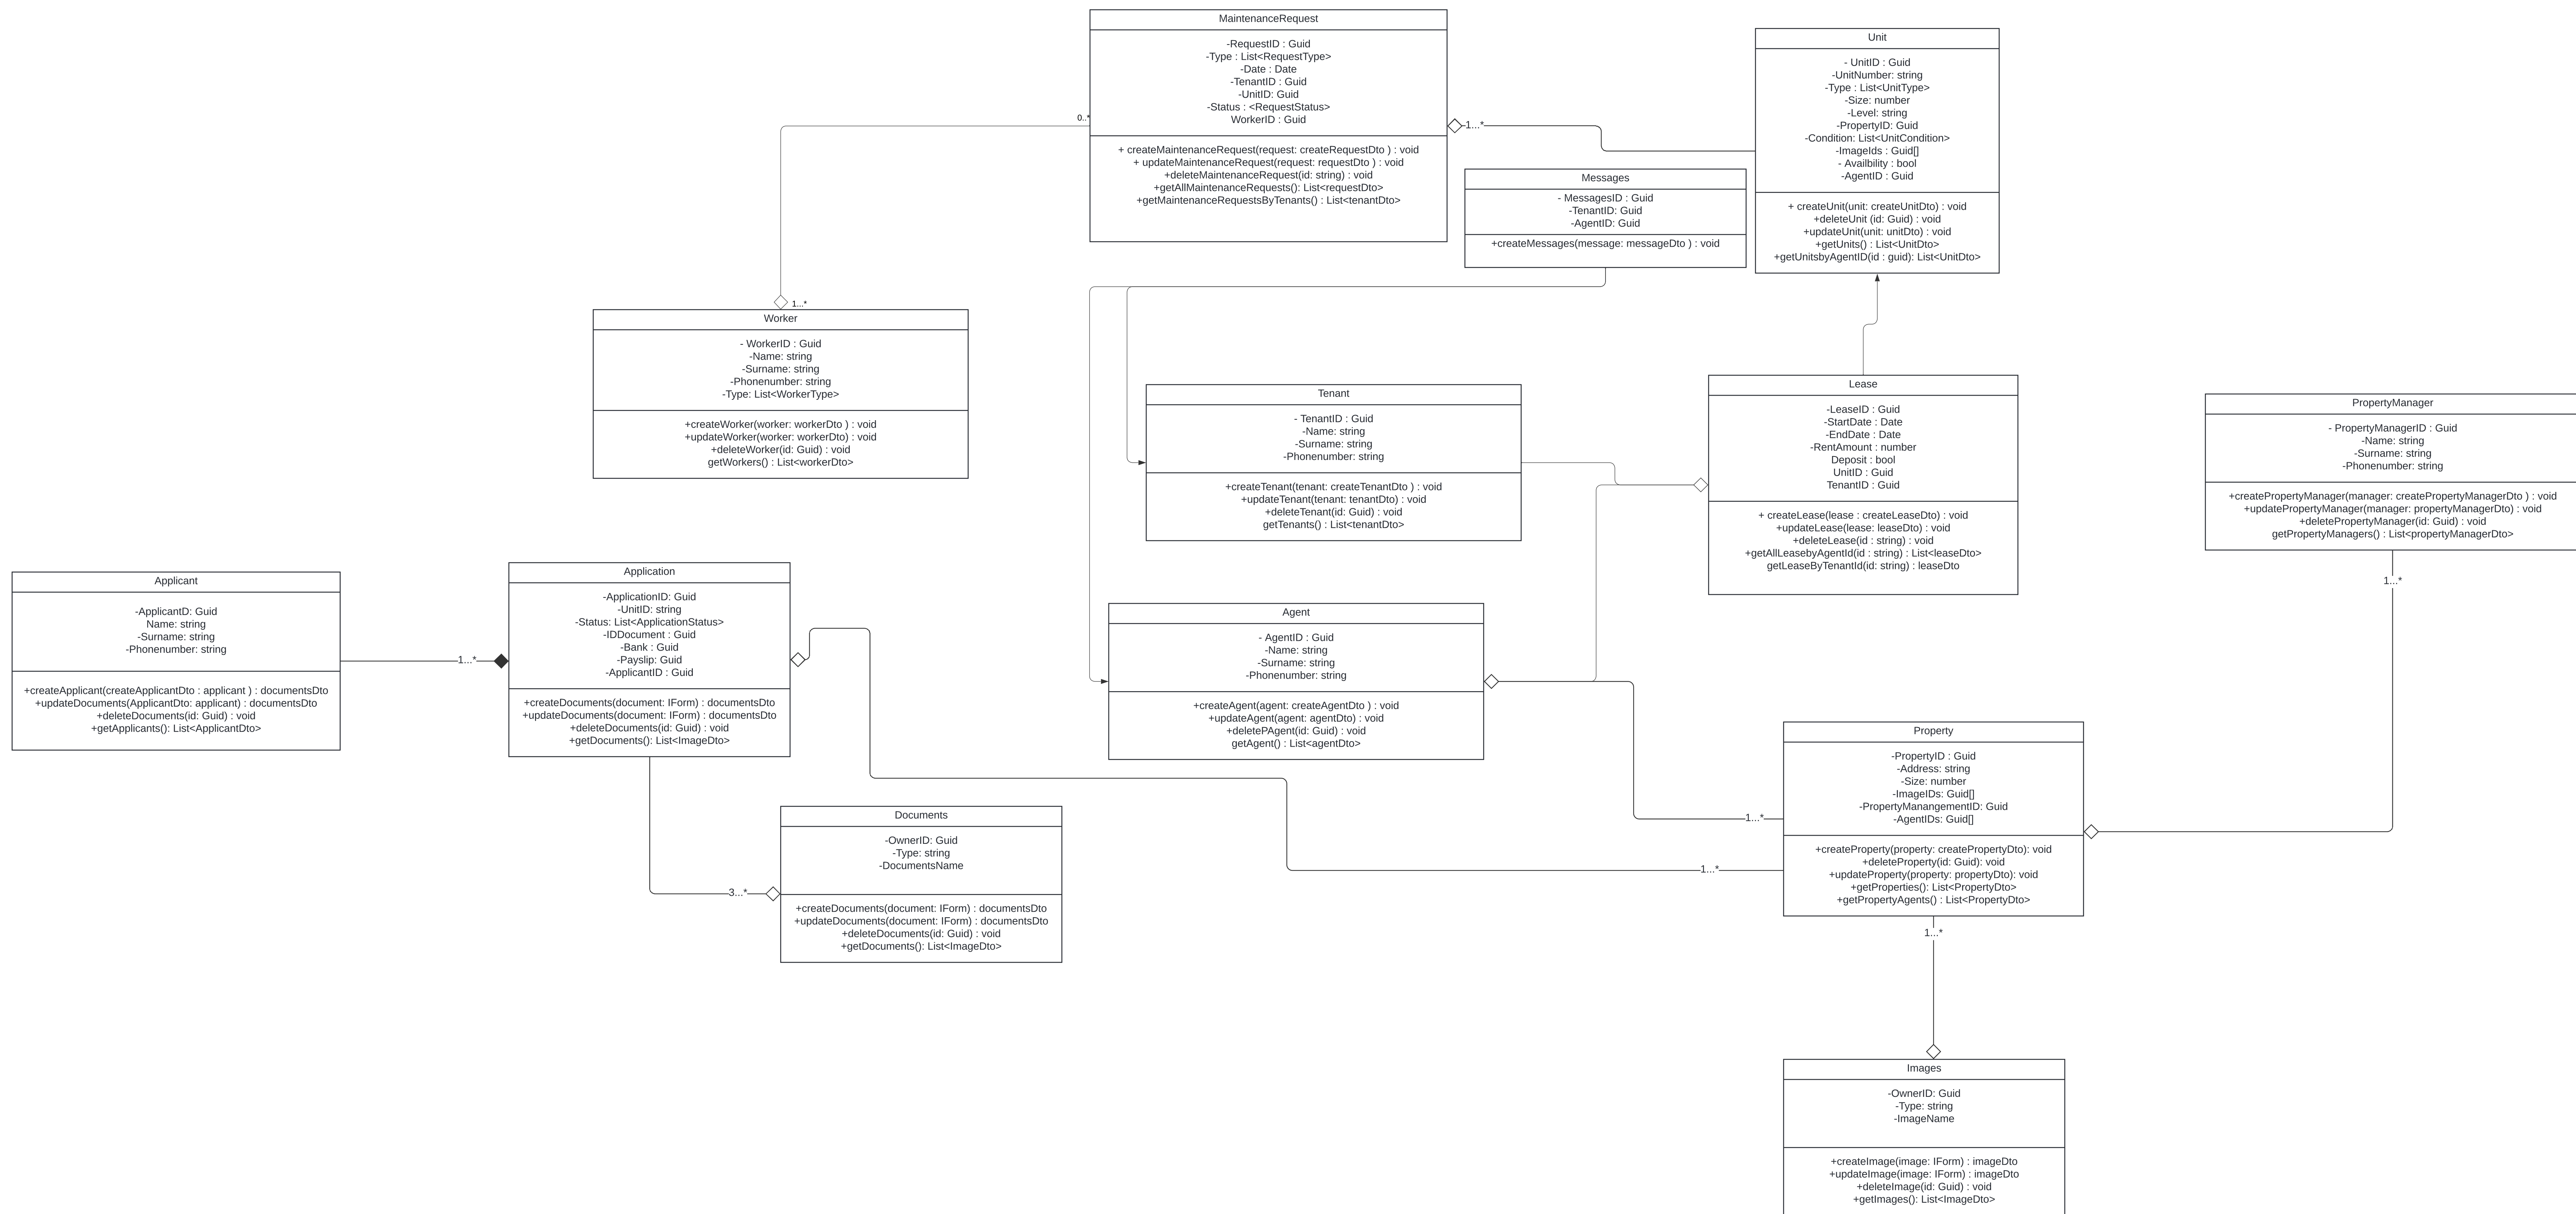 MaintenanceRequest
-RequestID : Guid
-Type : List<RequestType>
-Date : Date
-TenantID : Guid
-UnitID: Guid
-Status : <RequestStatus>
WorkerID : Guid
+ createMaintenanceRequest(request: createRequestDto ) : void
+ updateMaintenanceRequest(request: requestDto ) : void
+deleteMaintenanceRequest(id: string) : void
+getAllMaintenanceRequests(): List<requestDto>
+getMaintenanceRequestsByTenants() : List<tenantDto>
0..*
1...*
Unit
- UnitID : Guid
-UnitNumber: string
-Type : List<UnitType>
-Size: number
-Level: string
-PropertyID: Guid
-Condition: List<UnitCondition>
-ImageIds : Guid[]
- Availbility : bool
-AgentID : Guid
+ createUnit(unit: createUnitDto) : void
+deleteUnit (id: Guid) : void
+updateUnit(unit: unitDto) : void
+getUnits() : List<UnitDto>
+getUnitsbyAgentID(id : guid): List<UnitDto>
Messages
- MessagesID : Guid
-TenantID: Guid
-AgentID: Guid
+createMessages(message: messageDto ) : void
1...*
Worker
- WorkerID : Guid
-Name: string
-Surname: string
-Phonenumber: string
-Type: List<WorkerType>
+createWorker(worker: workerDto ) : void
+updateWorker(worker: workerDto) : void
+deleteWorker(id: Guid) : void
getWorkers() : List<workerDto>
Tenant
- TenantID : Guid
-Name: string
-Surname: string
-Phonenumber: string
+createTenant(tenant: createTenantDto ) : void
+updateTenant(tenant: tenantDto) : void
+deleteTenant(id: Guid) : void
getTenants() : List<tenantDto>
Lease
-LeaseID : Guid
-StartDate : Date
-EndDate : Date
-RentAmount : number
Deposit : bool
UnitID : Guid
TenantID : Guid
+ createLease(lease : createLeaseDto) : void
+updateLease(lease: leaseDto) : void
+deleteLease(id : string) : void
+getAllLeasebyAgentId(id : string) : List<leaseDto>
getLeaseByTenantId(id: string) : leaseDto
PropertyManager
- PropertyManagerID : Guid
-Name: string
-Surname: string
-Phonenumber: string
+createPropertyManager(manager: createPropertyManagerDto ) : void
+updatePropertyManager(manager: propertyManagerDto) : void
+deletePropertyManager(id: Guid) : void
getPropertyManagers() : List<propertyManagerDto>
1...*
Applicant
-ApplicantD: Guid
Name: string
-Surname: string
-Phonenumber: string
+createApplicant(createApplicantDto : applicant ) : documentsDto
+updateDocuments(ApplicantDto: applicant) : documentsDto
+deleteDocuments(id: Guid) : void
+getApplicants(): List<ApplicantDto>
1...*
Application
-ApplicationID: Guid
-UnitID: string
-Status: List<ApplicationStatus>
-IDDocument : Guid
-Bank : Guid
-Payslip: Guid
-ApplicantID : Guid
+createDocuments(document: IForm) : documentsDto
+updateDocuments(document: IForm) : documentsDto
+deleteDocuments(id: Guid) : void
+getDocuments(): List<ImageDto>
Agent
- AgentID : Guid
-Name: string
-Surname: string
-Phonenumber: string
+createAgent(agent: createAgentDto ) : void
+updateAgent(agent: agentDto) : void
+deletePAgent(id: Guid) : void
getAgent() : List<agentDto>
1...*
1...*
Property
-PropertyID : Guid
-Address: string
-Size: number
-ImageIDs: Guid[]
-PropertyManangementID: Guid
-AgentIDs: Guid[]
+createProperty(property: createPropertyDto): void
+deleteProperty(id: Guid): void
+updateProperty(property: propertyDto): void
+getProperties(): List<PropertyDto>
+getPropertyAgents() : List<PropertyDto>
Documents
-OwnerID: Guid
-Type: string
-DocumentsName
+createDocuments(document: IForm) : documentsDto
+updateDocuments(document: IForm) : documentsDto
+deleteDocuments(id: Guid) : void
+getDocuments(): List<ImageDto>
3...*
1...*
Images
-OwnerID: Guid
-Type: string
-ImageName
+createImage(image: IForm) : imageDto
+updateImage(image: IForm) : imageDto
+deleteImage(id: Guid) : void
+getImages(): List<ImageDto>